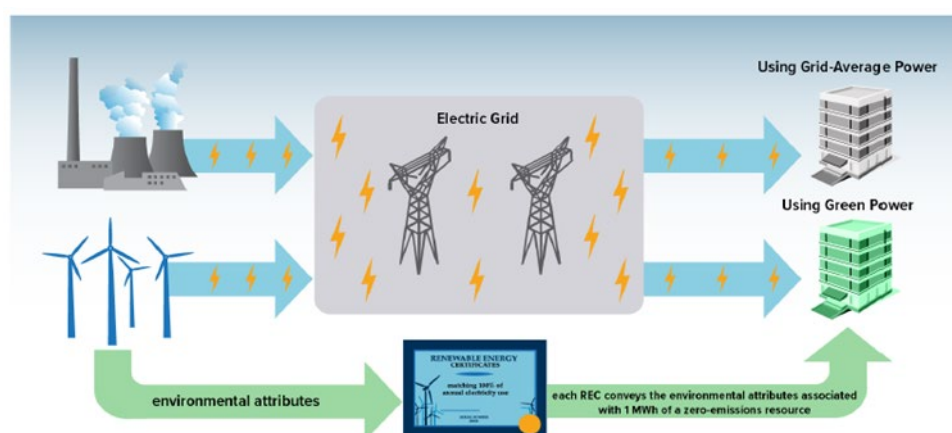 Using Grid-Average Power
Electric Grid
Using Green Power
RENEWABLE ENERGY
CERTIFICATES
matching 100% of
annual electricity use
environmental attributes
each REC conveys the environmental attributes associated
with 1 MWh of a zero-emissions resource